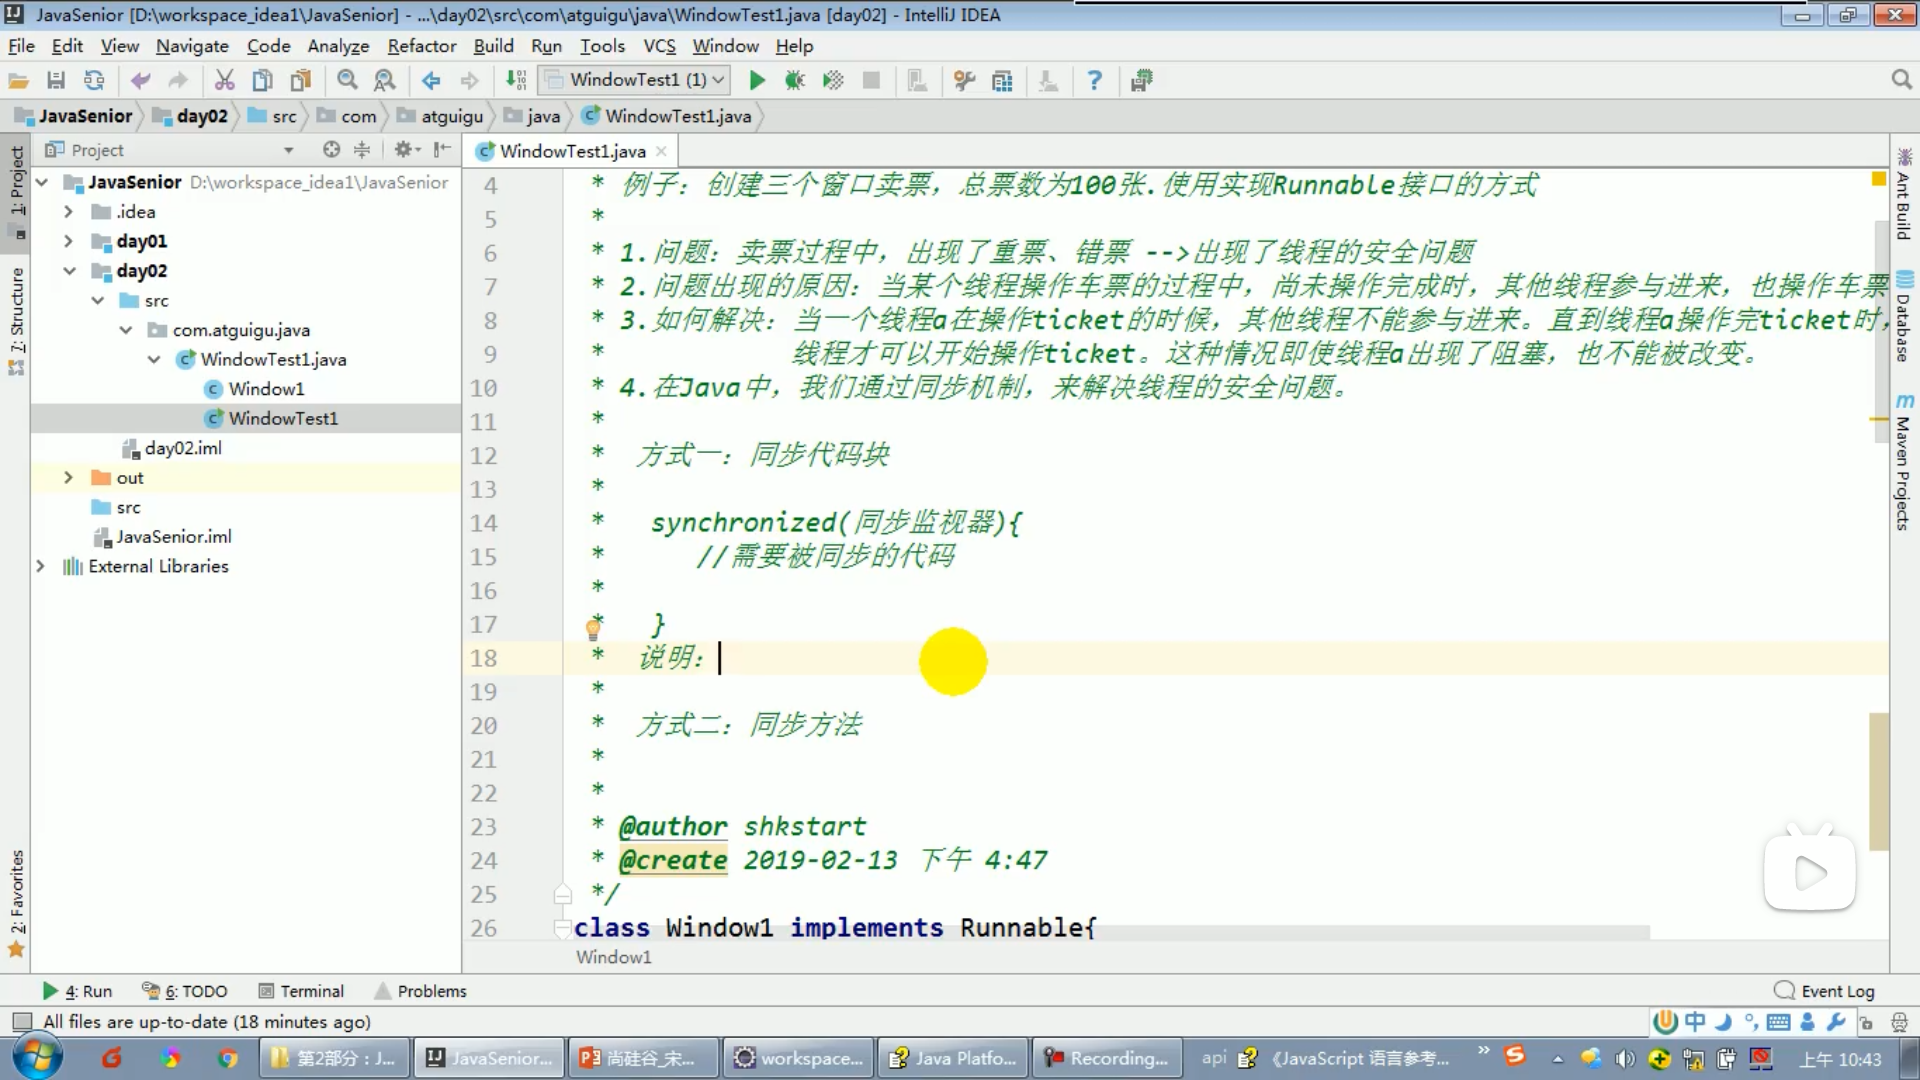 JavaSenior [D:\workspace_idea1\JavaSenior] - ...\day02\src\com\atguigu\java\WindowTest1.java [day02] - IntelliJ IDEA
File Edit View Navigate Code Analyze Refactor Build Run Tools VCS Window Help
WindowTest1 (1)
JavaSenior day02 src com atguigu java WindowTest1.java
Project
WindowTest1.java
JavaSenior D:\workspace_idea1\JavaSenior
.idea
day01
day02
src
com.atguigu.java
WindowTest1.java
Window1
WindowTest1
day02.iml
out
src
JavaSenior.iml
External Libraries
1: Project
7: Structure
2: Favorites
4 * 例子：创建三个窗口卖票，总票数为100张.使用实现Runnable接口的方式
5 *
6 * 1.问题：卖票过程中，出现了重票、错票 -->出现了线程的安全问题
7 * 2.问题出现的原因：当某个线程操作车票的过程中，尚未操作完成时，其他线程参与进来，也操作车票
8 * 3.如何解决：当一个线程a在操作ticket的时候，其他线程不能参与进来。直到线程a操作完ticket时，
9 * 线程才可以开始操作ticket。这种情况即使线程a出现了阻塞，也不能被改变。
10 * 4.在Java中，我们通过同步机制，来解决线程的安全问题。
11 *
12 * 方式一：同步代码块
13 *
14 * synchronized(同步监视器){
15 * //需要被同步的代码
16 *
17 * }
18 * 说明：
19 *
20 * 方式二：同步方法
21 *
22 *
23 * @author shkstart
24 * @create 2019-02-13 下午 4:47
25 */
26 class Window1 implements Runnable{
Window1
Ant Build
Database
Maven Projects
4: Run 6: TODO Terminal Problems Event Log
All files are up-to-date (18 minutes ago)
中
第2部分：J... JavaSenior... 尚硅谷_宋... workspace... Java Platfo... Recording... api 《JavaScript 语言参考... 上午 10:43